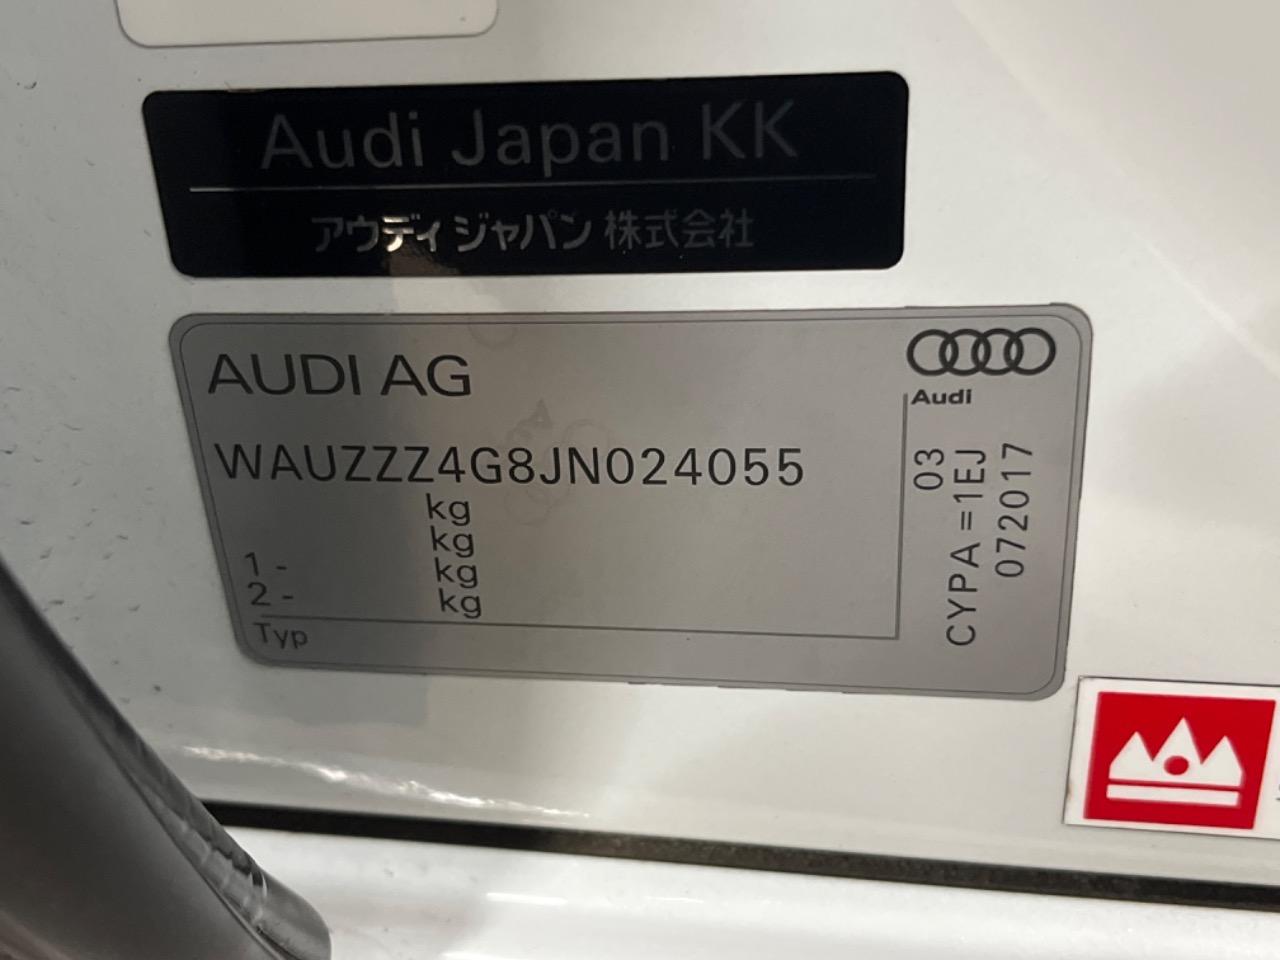 Audi Japan KK
アウディ ジャパン 株式会社
AUDI AG
Audi
WAUZZZ4G8JN024055
kg
kg
1 - kg
2 - kg
Typ
03
CYPA =1EJ
072017